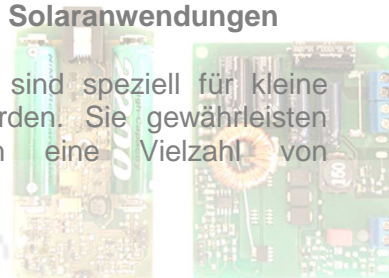 Solaranwendungen
sind speziell für kleine
rden. Sie gewährleisten
n eine Vielzahl von